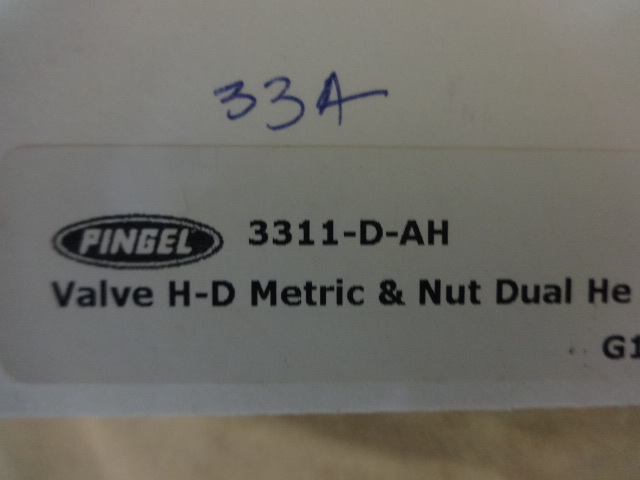 33A
PINGEL 3311-D-AH
Valve H-D Metric & Nut Dual He
G1